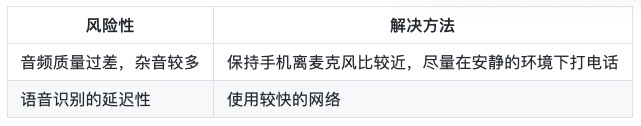 风险性 解决方法
音频质量过差，杂音较多 保持手机离麦克风比较近，尽量在安静的环境下打电话
语音识别的延迟性 使用较快的网络